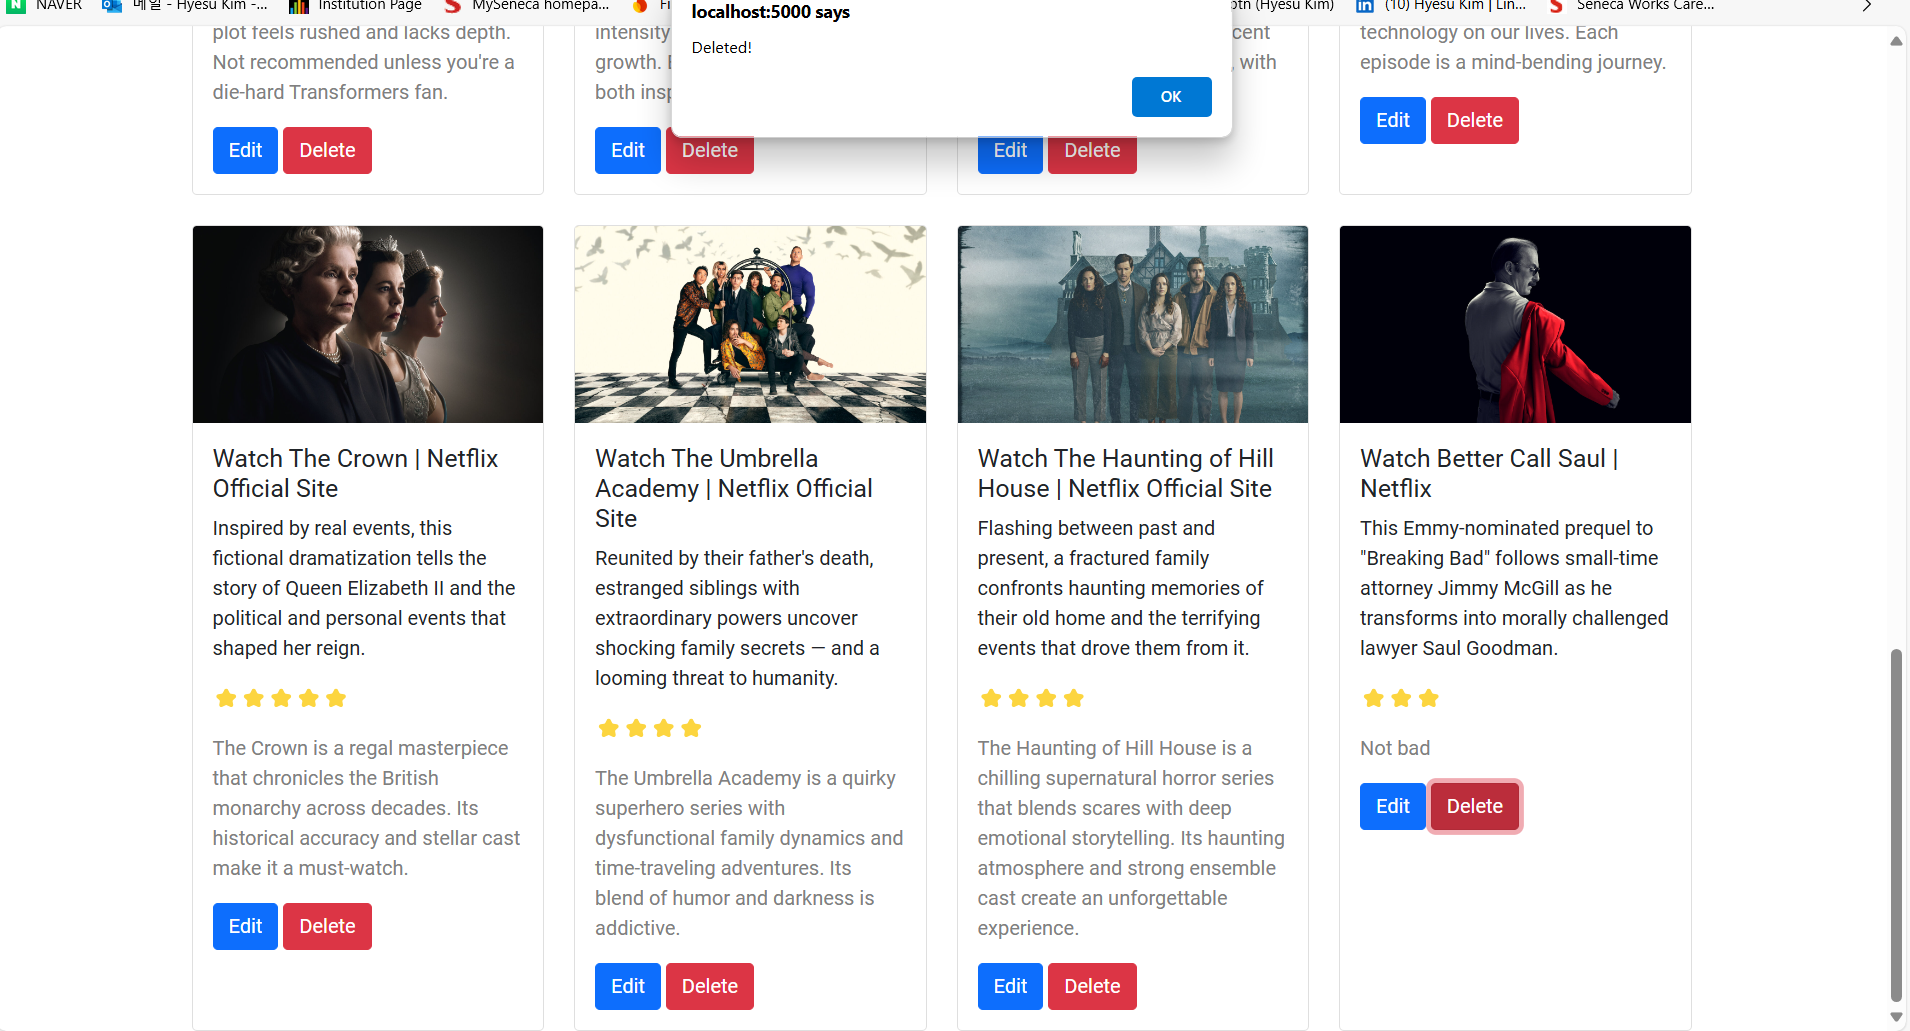 NAVER
메일 - Hyesu Kim -...
Institution Page
MySeneca homepa...
(Hyesu Kim)
(10) Hyesu Kim | Lin...
Seneca Works Care...
localhost:5000 says
Deleted!
OK
plot feels rushed and lacks depth.
Not recommended unless you're a
die-hard Transformers fan.
Edit Delete
intensity
growth.
both
Edit Delete
with
Edit Delete
technology on our lives. Each
episode is a mind-bending journey.
Edit Delete
Watch The Crown | Netflix
Official Site
Inspired by real events, this
fictional dramatization tells the
story of Queen Elizabeth II and the
political and personal events that
shaped her reign.
The Crown is a regal masterpiece
that chronicles the British
monarchy across decades. Its
historical accuracy and stellar cast
make it a must-watch.
Edit Delete
Watch The Umbrella
Academy | Netflix Official
Site
Reunited by their father's death,
estranged siblings with
extraordinary powers uncover
shocking family secrets — and a
looming threat to humanity.
The Umbrella Academy is a quirky
superhero series with
dysfunctional family dynamics and
time-traveling adventures. Its
blend of humor and darkness is
addictive.
Edit Delete
Watch The Haunting of Hill
House | Netflix Official Site
Flashing between past and
present, a fractured family
confronts haunting memories of
their old home and the terrifying
events that drove them from it.
The Haunting of Hill House is a
chilling supernatural horror series
that blends scares with deep
emotional storytelling. Its haunting
atmosphere and strong ensemble
cast create an unforgettable
experience.
Edit Delete
Watch Better Call Saul |
Netflix
This Emmy-nominated prequel to
"Breaking Bad" follows small-time
attorney Jimmy McGill as he
transforms into morally challenged
lawyer Saul Goodman.
Not bad
Edit Delete